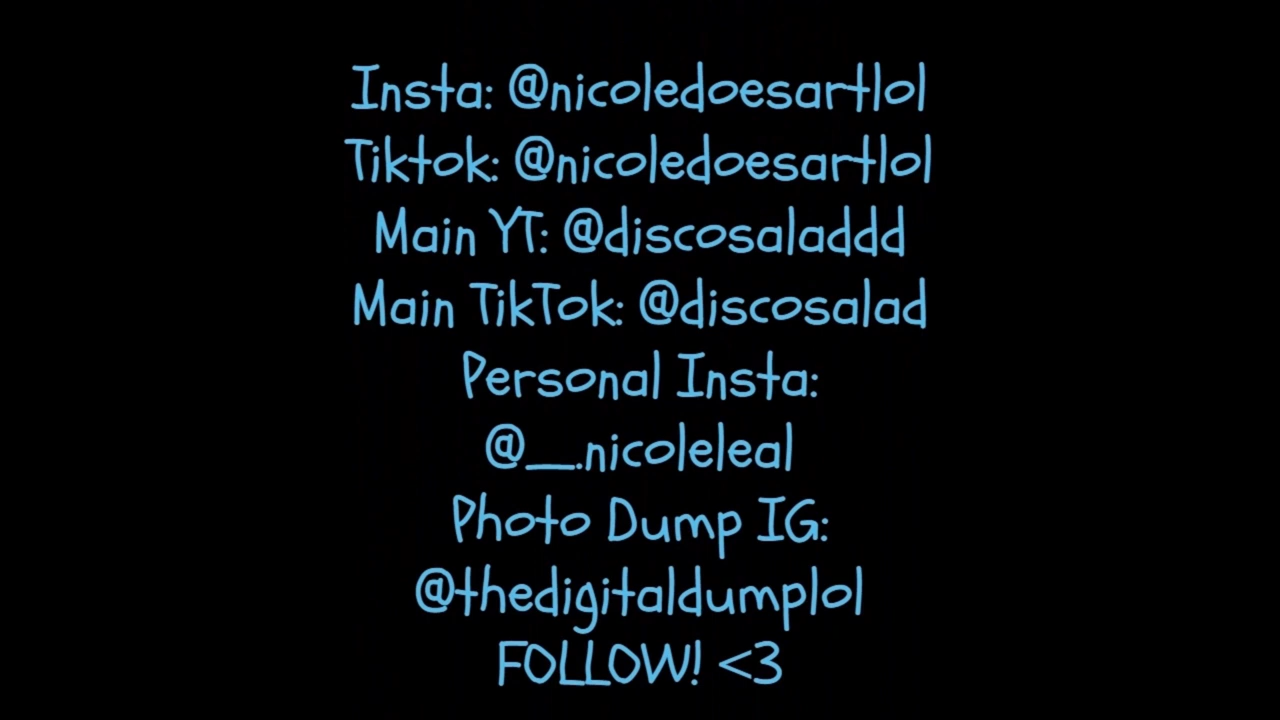 Insta: @nicoledoesartlol
Tiktok: @nicoledoesartlol
Main YT: @discosaladdd
Main TikTok: @discosalad
Personal Insta:
@__.nicoleleal
Photo Dump IG:
@thedigitaldumplol
FOLLOW! <3